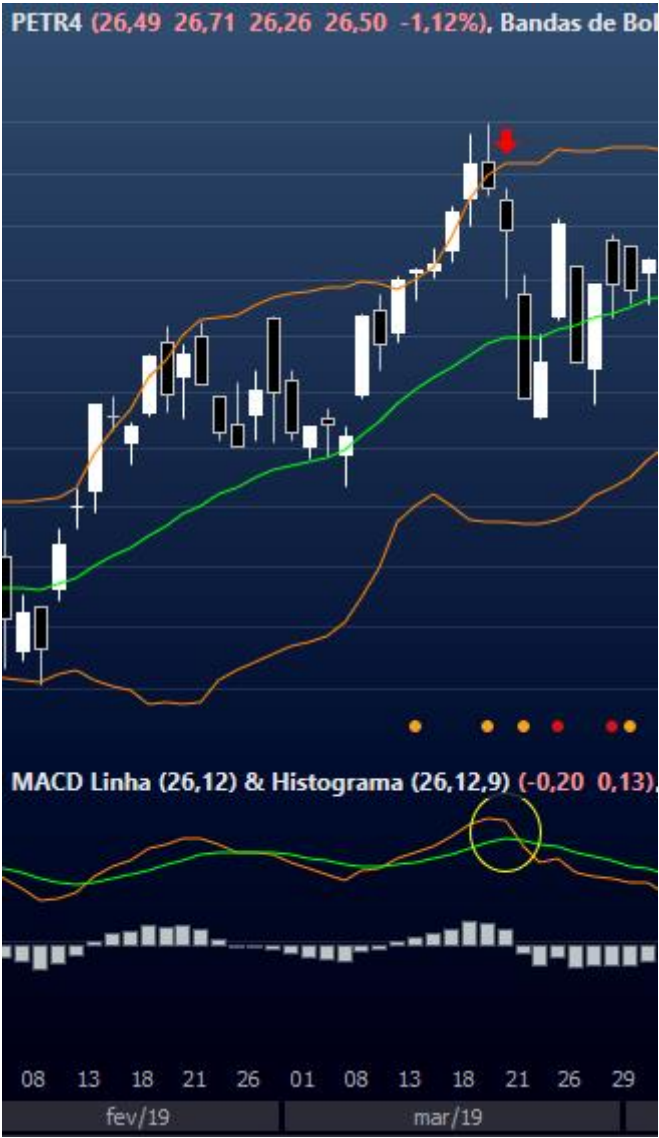 PETR4 (26,49 26,71 26,26 26,50 -1,12%), Bandas de Bol
MACD Linha (26,12) & Histograma (26,12,9) (-0,20 0,13),
08 13 18 21 26 01 08 13 18 21 26 29
fev/19 mar/19